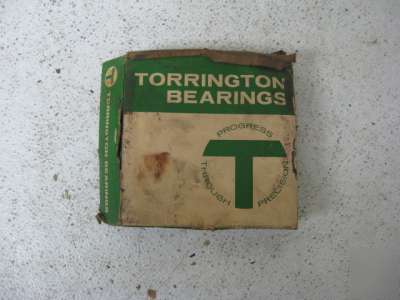 TORRINGTON
BEARINGS
PROGRESS
THROUGH
PRECISION
T
T
TORRINGTON BEARINGS